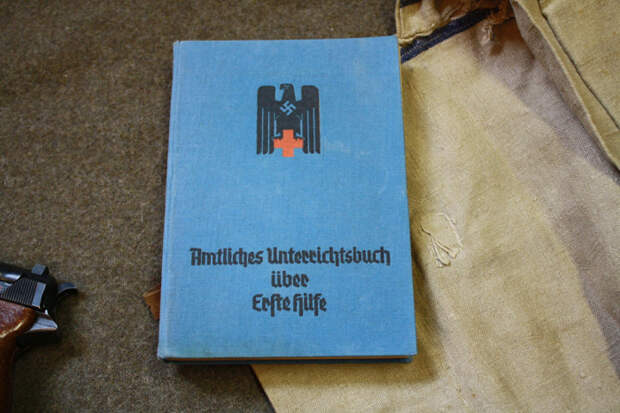 Amtliches Unterrichtsbuch
über
Erste Hilfe